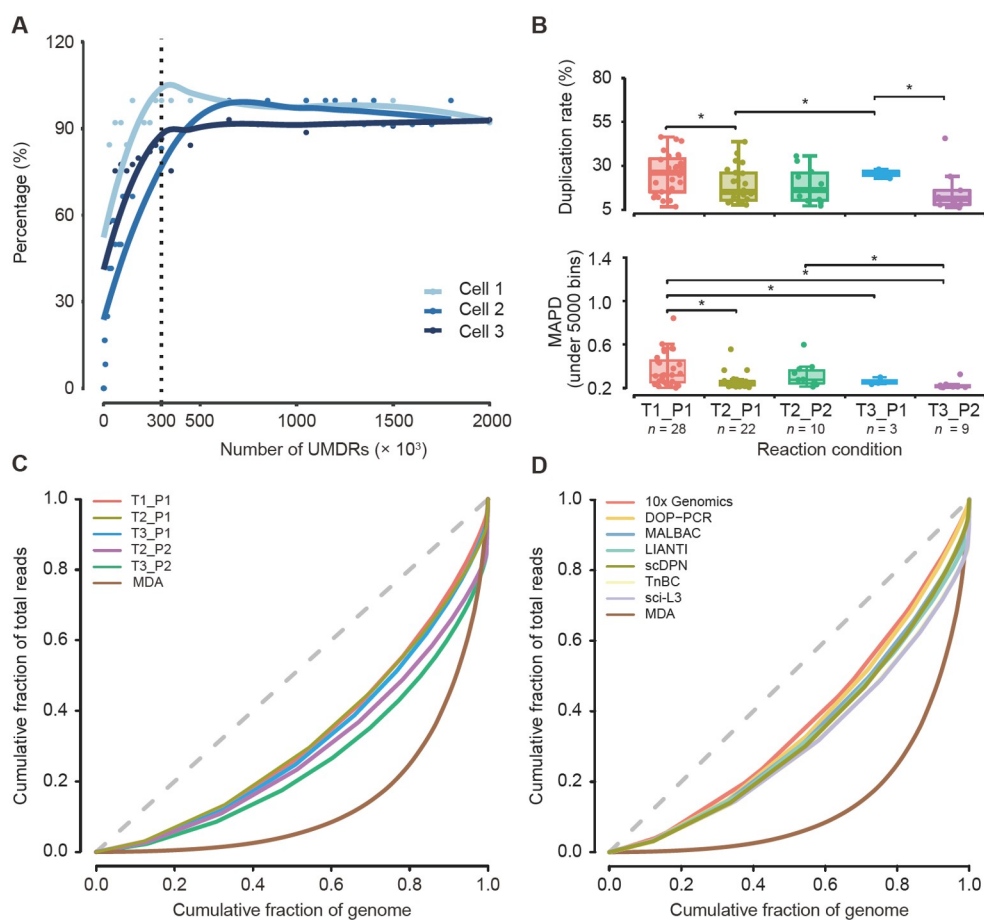 A
Percentage (%)
120
90
60
30
0
Cell 1
Cell 2
Cell 3
0
300
500
1000
1500
2000
Number of UMDRs (× 10³)
B
Duplication rate (%)
80
55
30
5
*
*
*
MAPD
(under 5000 bins)
1.4
1.0
0.6
0.2
*
*
*
*
T1_P1
T2_P1
T2_P2
T3_P1
T3_P2
n = 28
n = 22
n = 10
n = 3
n = 9
Reaction condition
C
Cumulative fraction of total reads
1.0
0.8
0.6
0.4
0.2
0.0
T1_P1
T2_P1
T3_P1
T2_P2
T3_P2
MDA
0.0
0.2
0.4
0.6
0.8
1.0
Cumulative fraction of genome
D
Cumulative fraction of total reads
1.0
0.8
0.6
0.4
0.2
0.0
10x Genomics
DOP−PCR
MALBAC
LIANTI
scDPN
TnBC
sci-L3
MDA
0.0
0.2
0.4
0.6
0.8
1.0
Cumulative fraction of genome